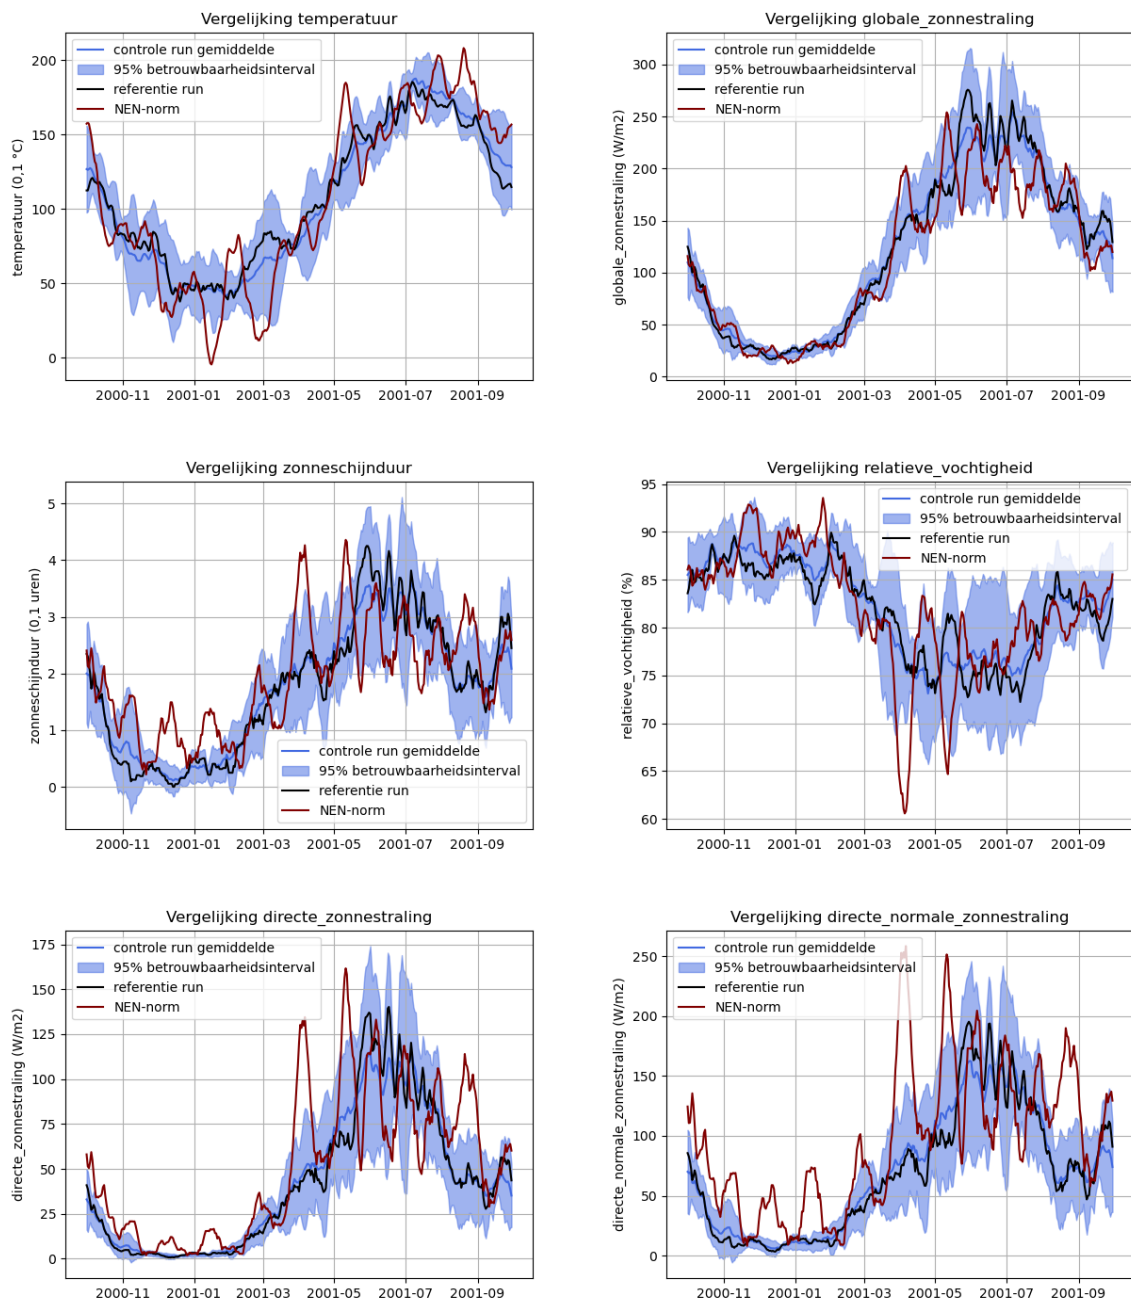 Vergelijking temperatuur
controle run gemiddelde
95% betrouwbaarheidsinterval
referentie run
NEN-norm
temperatuur (0,1 °C)
200
150
100
50
0
2000-11 2001-01 2001-03 2001-05 2001-07 2001-09
Vergelijking globale_zonnestraling
controle run gemiddelde
95% betrouwbaarheidsinterval
referentie run
NEN-norm
globale_zonnestraling (W/m2)
300
250
200
150
100
50
0
2000-11 2001-01 2001-03 2001-05 2001-07 2001-09
Vergelijking zonneschijnduur
zonneschijnduur (0,1 uren)
5
4
3
2
1
0
controle run gemiddelde
95% betrouwbaarheidsinterval
referentie run
NEN-norm
2000-11 2001-01 2001-03 2001-05 2001-07 2001-09
Vergelijking relatieve_vochtigheid
controle run gemiddelde
95% betrouwbaarheidsinterval
referentie run
NEN-norm
relatieve_vochtigheid (%)
95
90
85
80
75
70
65
60
2000-11 2001-01 2001-03 2001-05 2001-07 2001-09
Vergelijking directe_zonnestraling
controle run gemiddelde
95% betrouwbaarheidsinterval
referentie run
NEN-norm
directe_zonnestraling (W/m2)
175
150
125
100
75
50
25
0
2000-11 2001-01 2001-03 2001-05 2001-07 2001-09
Vergelijking directe_normale_zonnestraling
controle run gemiddelde
95% betrouwbaarheidsinterval
referentie run
NEN-norm
directe_normale_zonnestraling (W/m2)
250
200
150
100
50
0
2000-11 2001-01 2001-03 2001-05 2001-07 2001-09